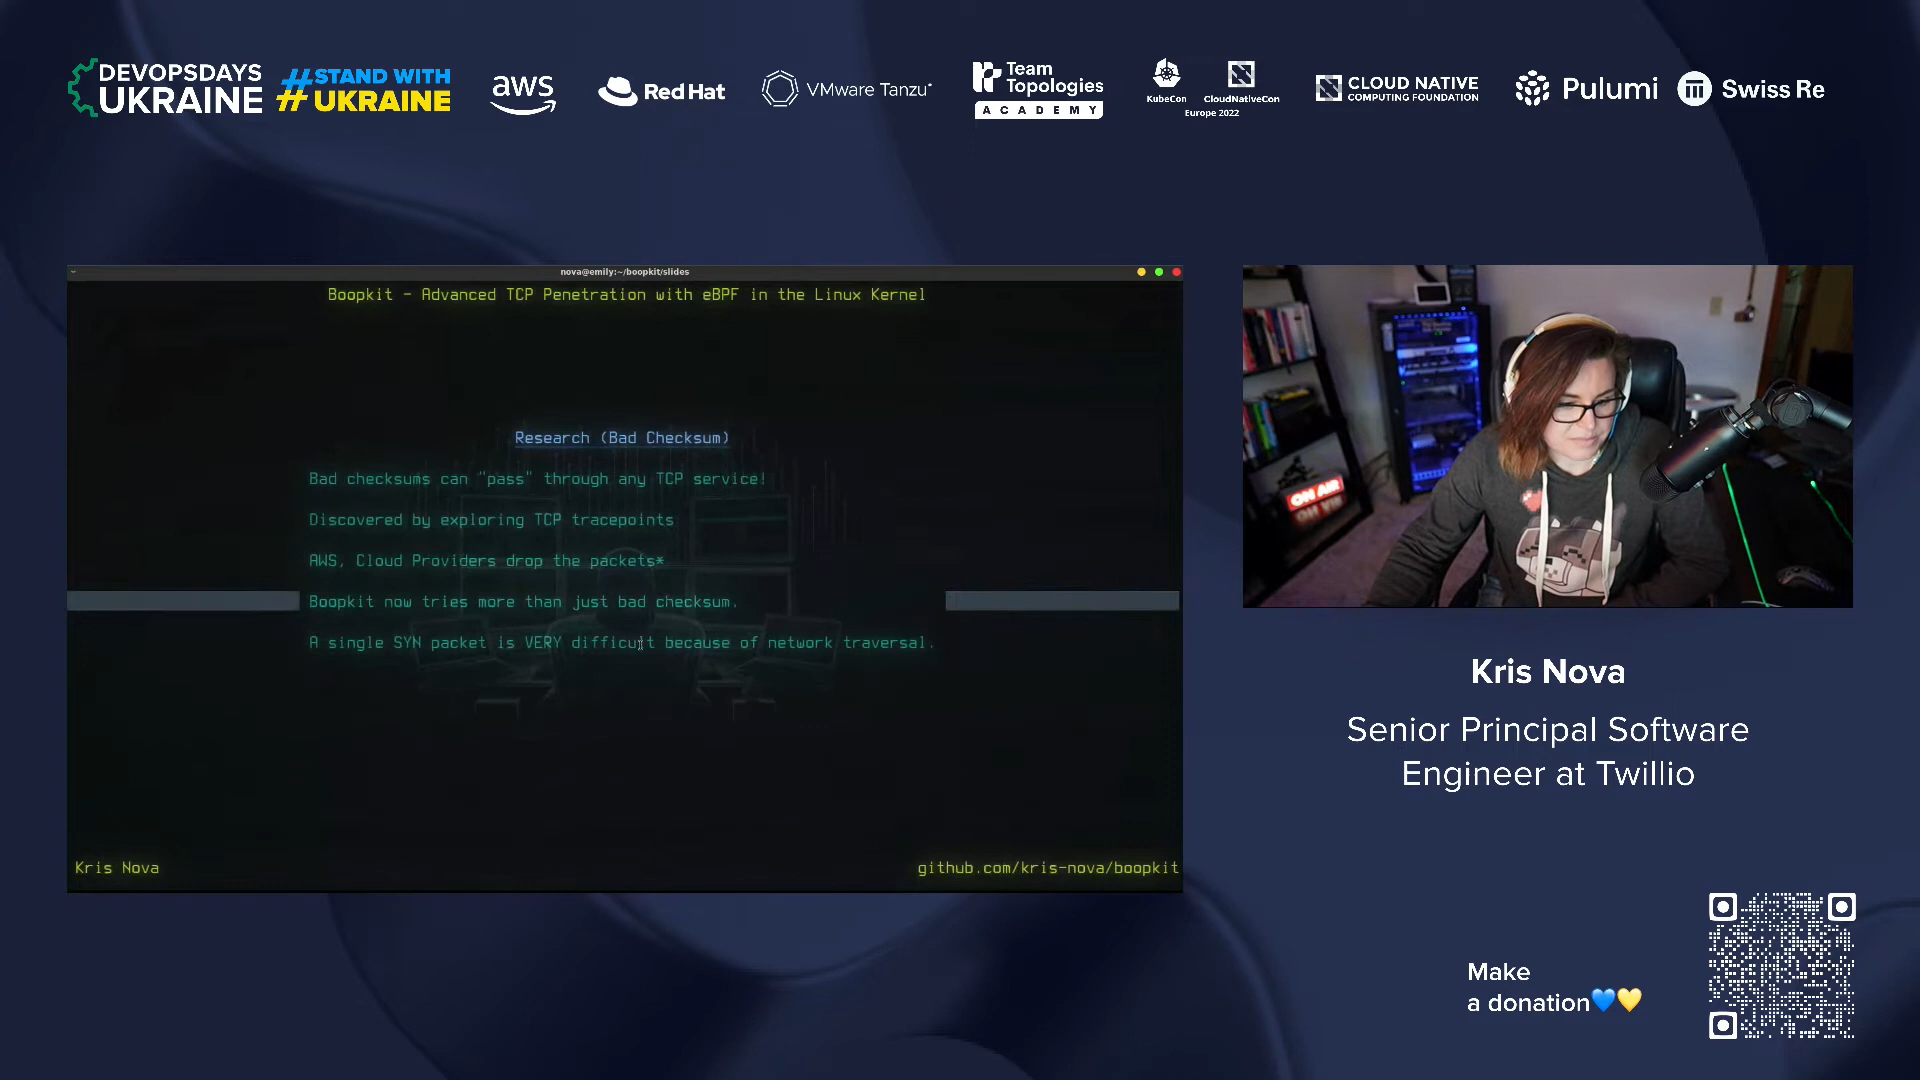 DEVOPSDAYS
UKRAINE
#STAND WITH
#UKRAINE
aws
Red Hat
VMware Tanzu
Team
Topologies
ACADEMY
KubeCon
CloudNativeCon
Europe 2022
CLOUD NATIVE
COMPUTING FOUNDATION
Pulumi
Swiss Re
nova@emily:~/boopkit/slides
Boopkit - Advanced TCP Penetration with eBPF in the Linux Kernel
Research (Bad Checksum)
Bad checksums can "pass" through any TCP service!
Discovered by exploring TCP tracepoints
AWS, Cloud Providers drop the packets*
Boopkit now tries more than just bad checksum.
A single SYN packet is VERY difficult because of network traversal.
Kris Nova
github.com/kris-nova/boopkit
ON AIR
Kris Nova
Senior Principal Software
Engineer at Twillio
Make
a donation💙💛